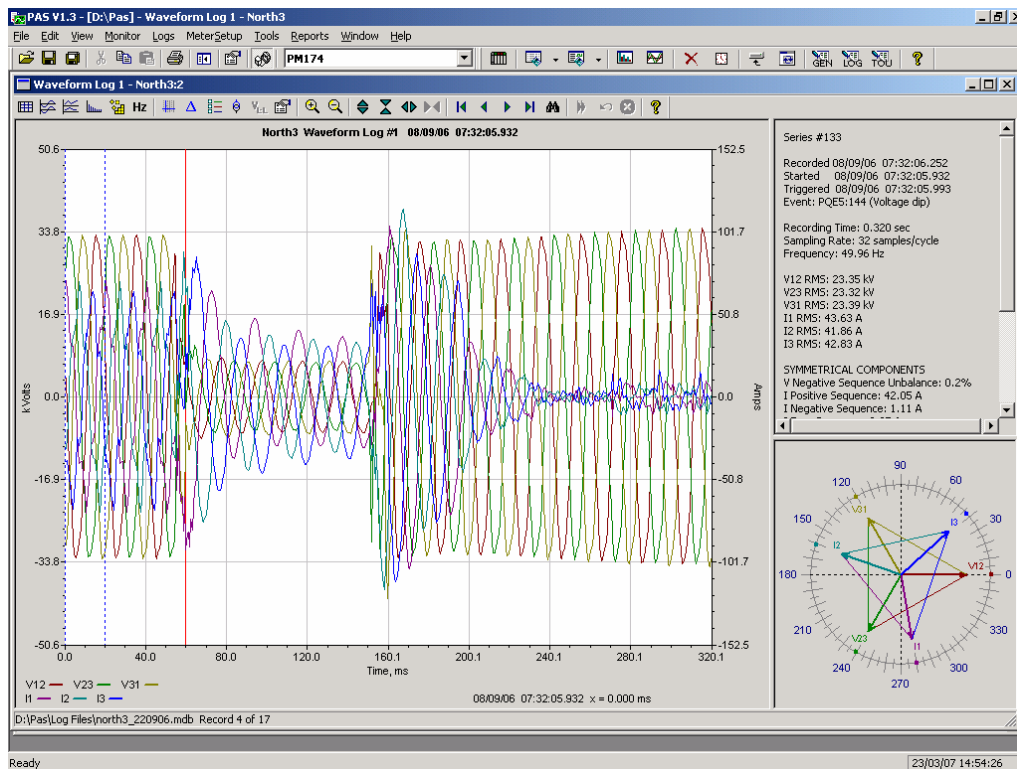 PAS V1.3 - [D:\Pas] - Waveform Log 1 - North3
File Edit View Monitor Logs MeterSetup Tools Reports Window Help
PM174
GEN LOG TOU
Waveform Log 1 - North3:2
Hz
North3 Waveform Log #1 08/09/06 07:32:05.932
50.6 152.5
33.8 101.7
16.9 50.8
0.0 0.0
-16.9 -50.8
-33.8 -101.7
-50.6 -152.5
kVolts
Amps
0.0 40.0 80.0 120.0 160.1 200.1 240.1 280.1 320.1
Time, ms
V12 V23 V31
I1 I2 I3
08/09/06 07:32:05.932 x = 0.000 ms
Series #133
Recorded 08/09/06 07:32:06.252
Started 08/09/06 07:32:05.932
Triggered 08/09/06 07:32:05.993
Event: PQE5:144 (Voltage dip)
Recording Time: 0.320 sec
Sampling Rate: 32 samples/cycle
Frequency: 49.96 Hz
V12 RMS: 23.35 kV
V23 RMS: 23.32 kV
V31 RMS: 23.39 kV
I1 RMS: 43.63 A
I2 RMS: 41.86 A
I3 RMS: 42.83 A
SYMMETRICAL COMPONENTS
V Negative Sequence Unbalance: 0.2%
I Positive Sequence: 42.05 A
I Negative Sequence: 1.11 A
90
120 60
V31
150 I3 30
I2
180 V12 0
210 V23 I1 330
240 300
270
D:\Pas\Log Files\north3_220906.mdb Record 4 of 17
Ready 23/03/07 14:54:26